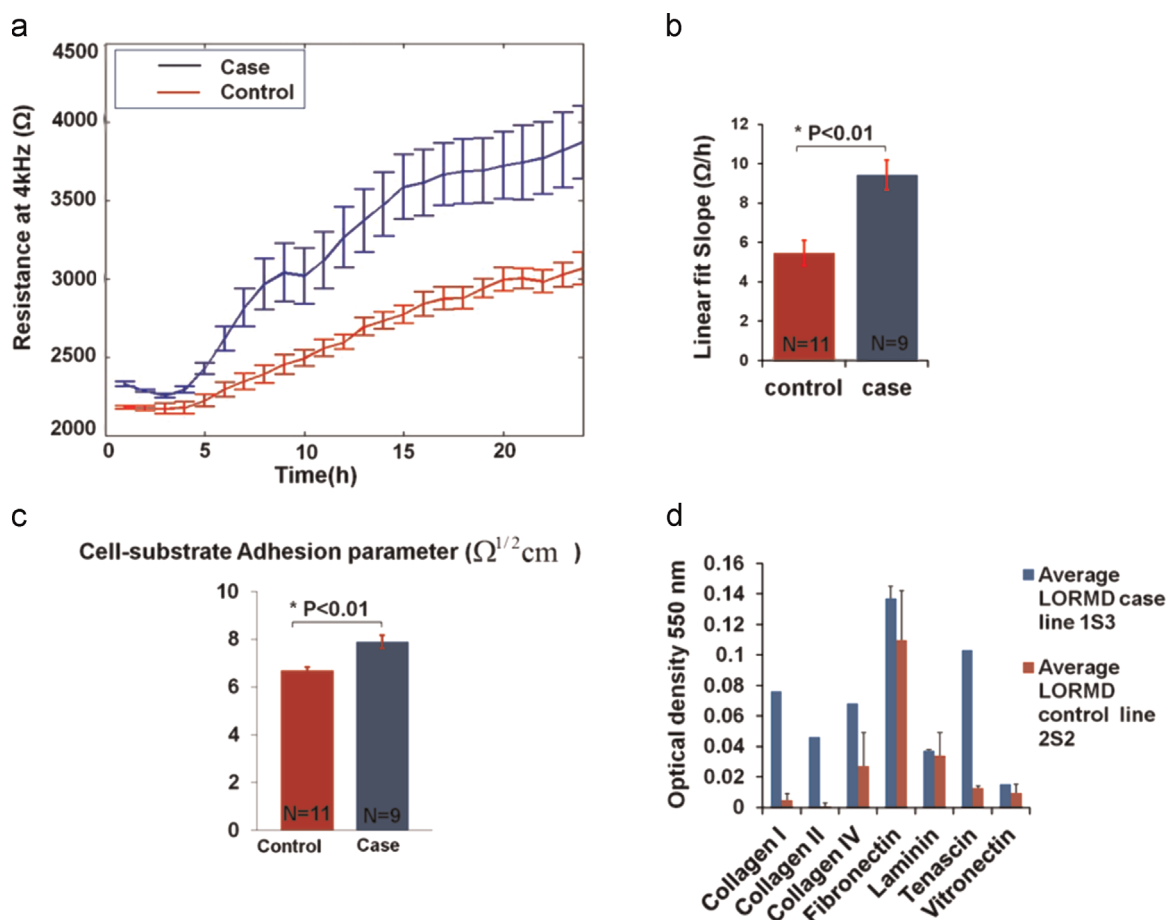 a
4500
4000
3500
3000
2500
2000
Resistance at 4kHz (Ω)
Case
Control
0 5 10 15 20
Time(h)
b
12
10
8
6
4
2
0
Linear fit Slope (Ω/h)
* P<0.01
N=11 N=9
control case
c
Cell-substrate Adhesion parameter (Ω1/2cm )
10
8
6
4
2
0
* P<0.01
N=11 N=9
Control Case
d
0.16
0.14
0.12
0.1
0.08
0.06
0.04
0.02
0
Optical density 550 nm
Average
LORMD case
line 1S3
Average
LORMD
control line
2S2
Collagen I
Collagen II
Collagen IV
Fibronectin
Laminin
Tenascin
Vitronectin